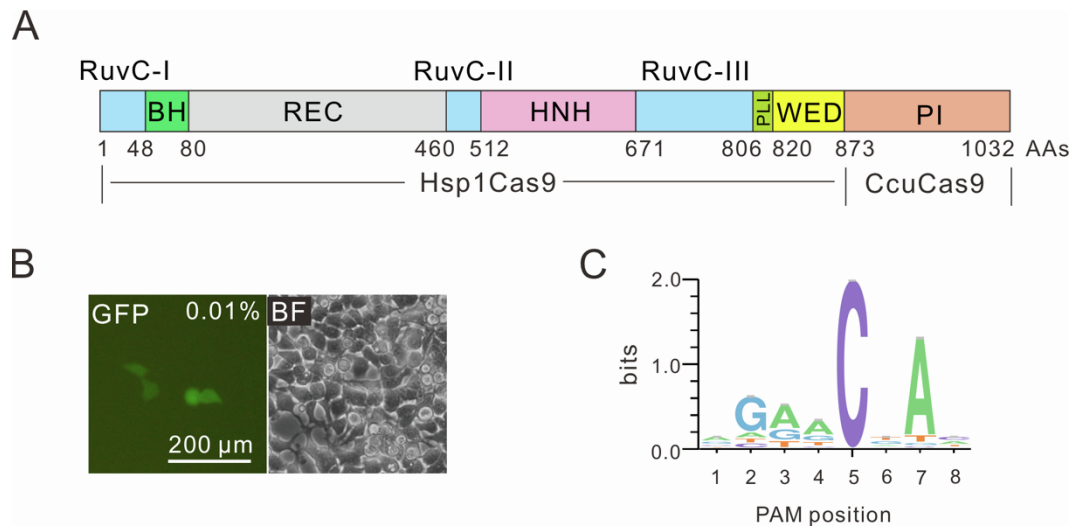 A
RuvC-I RuvC-II RuvC-III
BH REC HNH PLL WED PI
1 48 80 460 512 671 806 820 873 1032 AAs
Hsp1Cas9 CcuCas9
B
GFP 0.01% BF
200 μm
C
2.0
1.0
0.0
bits
G A A C A
1 2 3 4 5 6 7 8
PAM position